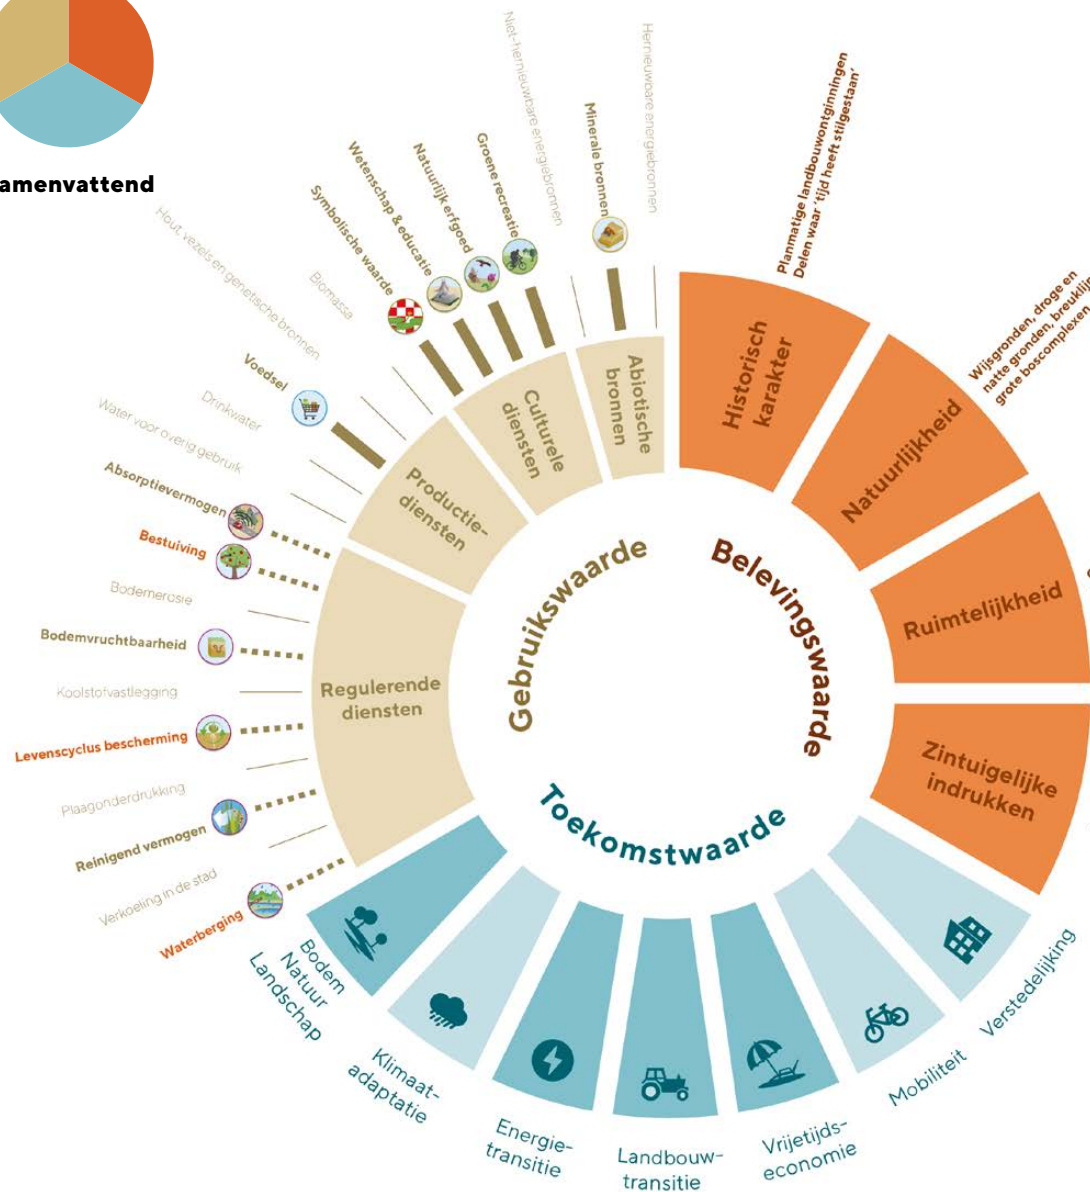 amenvattend
Niet-hernieuwbare energiebronnen
Minerale bronnen
Hernieuwbare energiebronnen
Groene recreatie
Natuurlijk erfgoed
Wetenschap & educatie
Symbolische waarde
Biomassa
Hout, vezels en genetische bronnen
Voedsel
Drinkwater
Water voor overig gebruik
Absorptievermogen
Bestuiving
Bodemerosie
Bodemvruchtbaarheid
Koolstofvastlegging
Levenscyclus bescherming
Plaagonderdrukking
Reinigend vermogen
Verkoeling in de stad
Waterberging
Abiotische
bronnen
Culturele
diensten
Productie-
diensten
Regulerende
diensten
Gebruikswaarde
Planmatige landbouwontginningen
Delen waar ‘tijd heeft stilgestaan’
Wijsgronden, droge en
natte gronden,
grote boscomplexen
Historisch
karakter
Natuurlijkheid
Ruimtelijkheid
Zintuigelijke
indrukken
Belevingswaarde
Toekomstwaarde
Bodem
Natuur
Landschap
Klimaat-
adaptatie
Energie-
transitie
Landbouw-
transitie
Vrijetijds-
economie
Mobiliteit
Verstedelijking